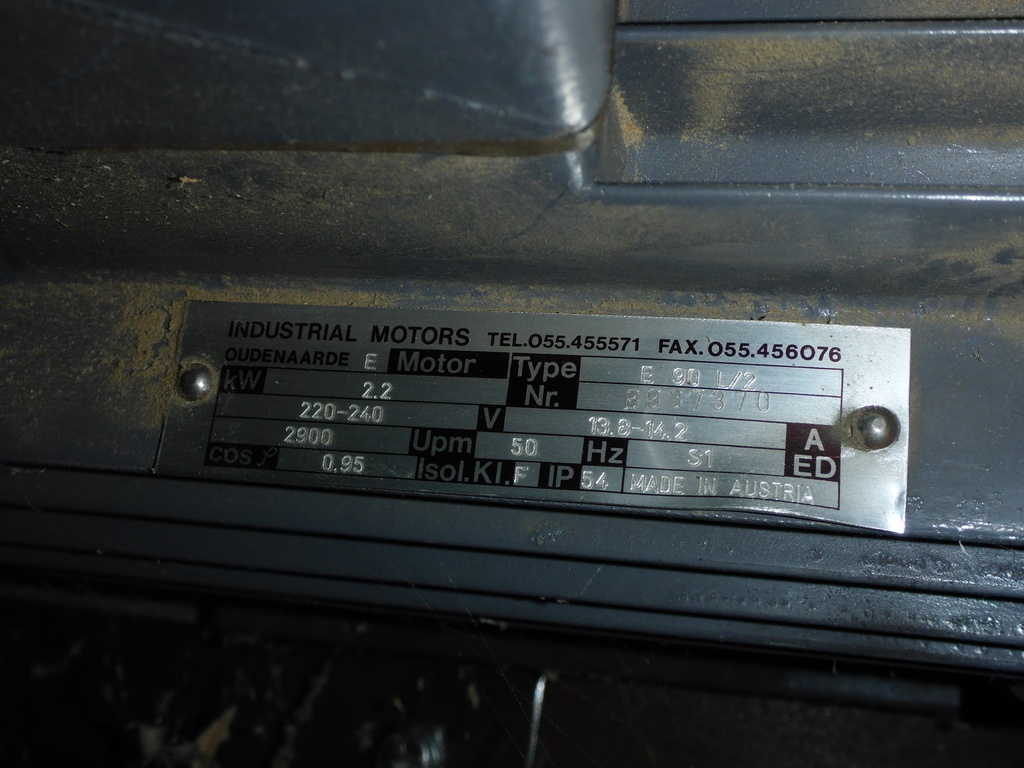 INDUSTRIAL MOTORS TEL.055.455571 FAX.055.456076
OUDENAARDE E Motor Type E 90 L/2
kW 2.2 Nr.
220-240 V 13.8-14.2 A
2900 Upm 50 Hz S1 ED
cos φ 0.95 Isol.Kl. F IP 54 MADE IN AUSTRIA